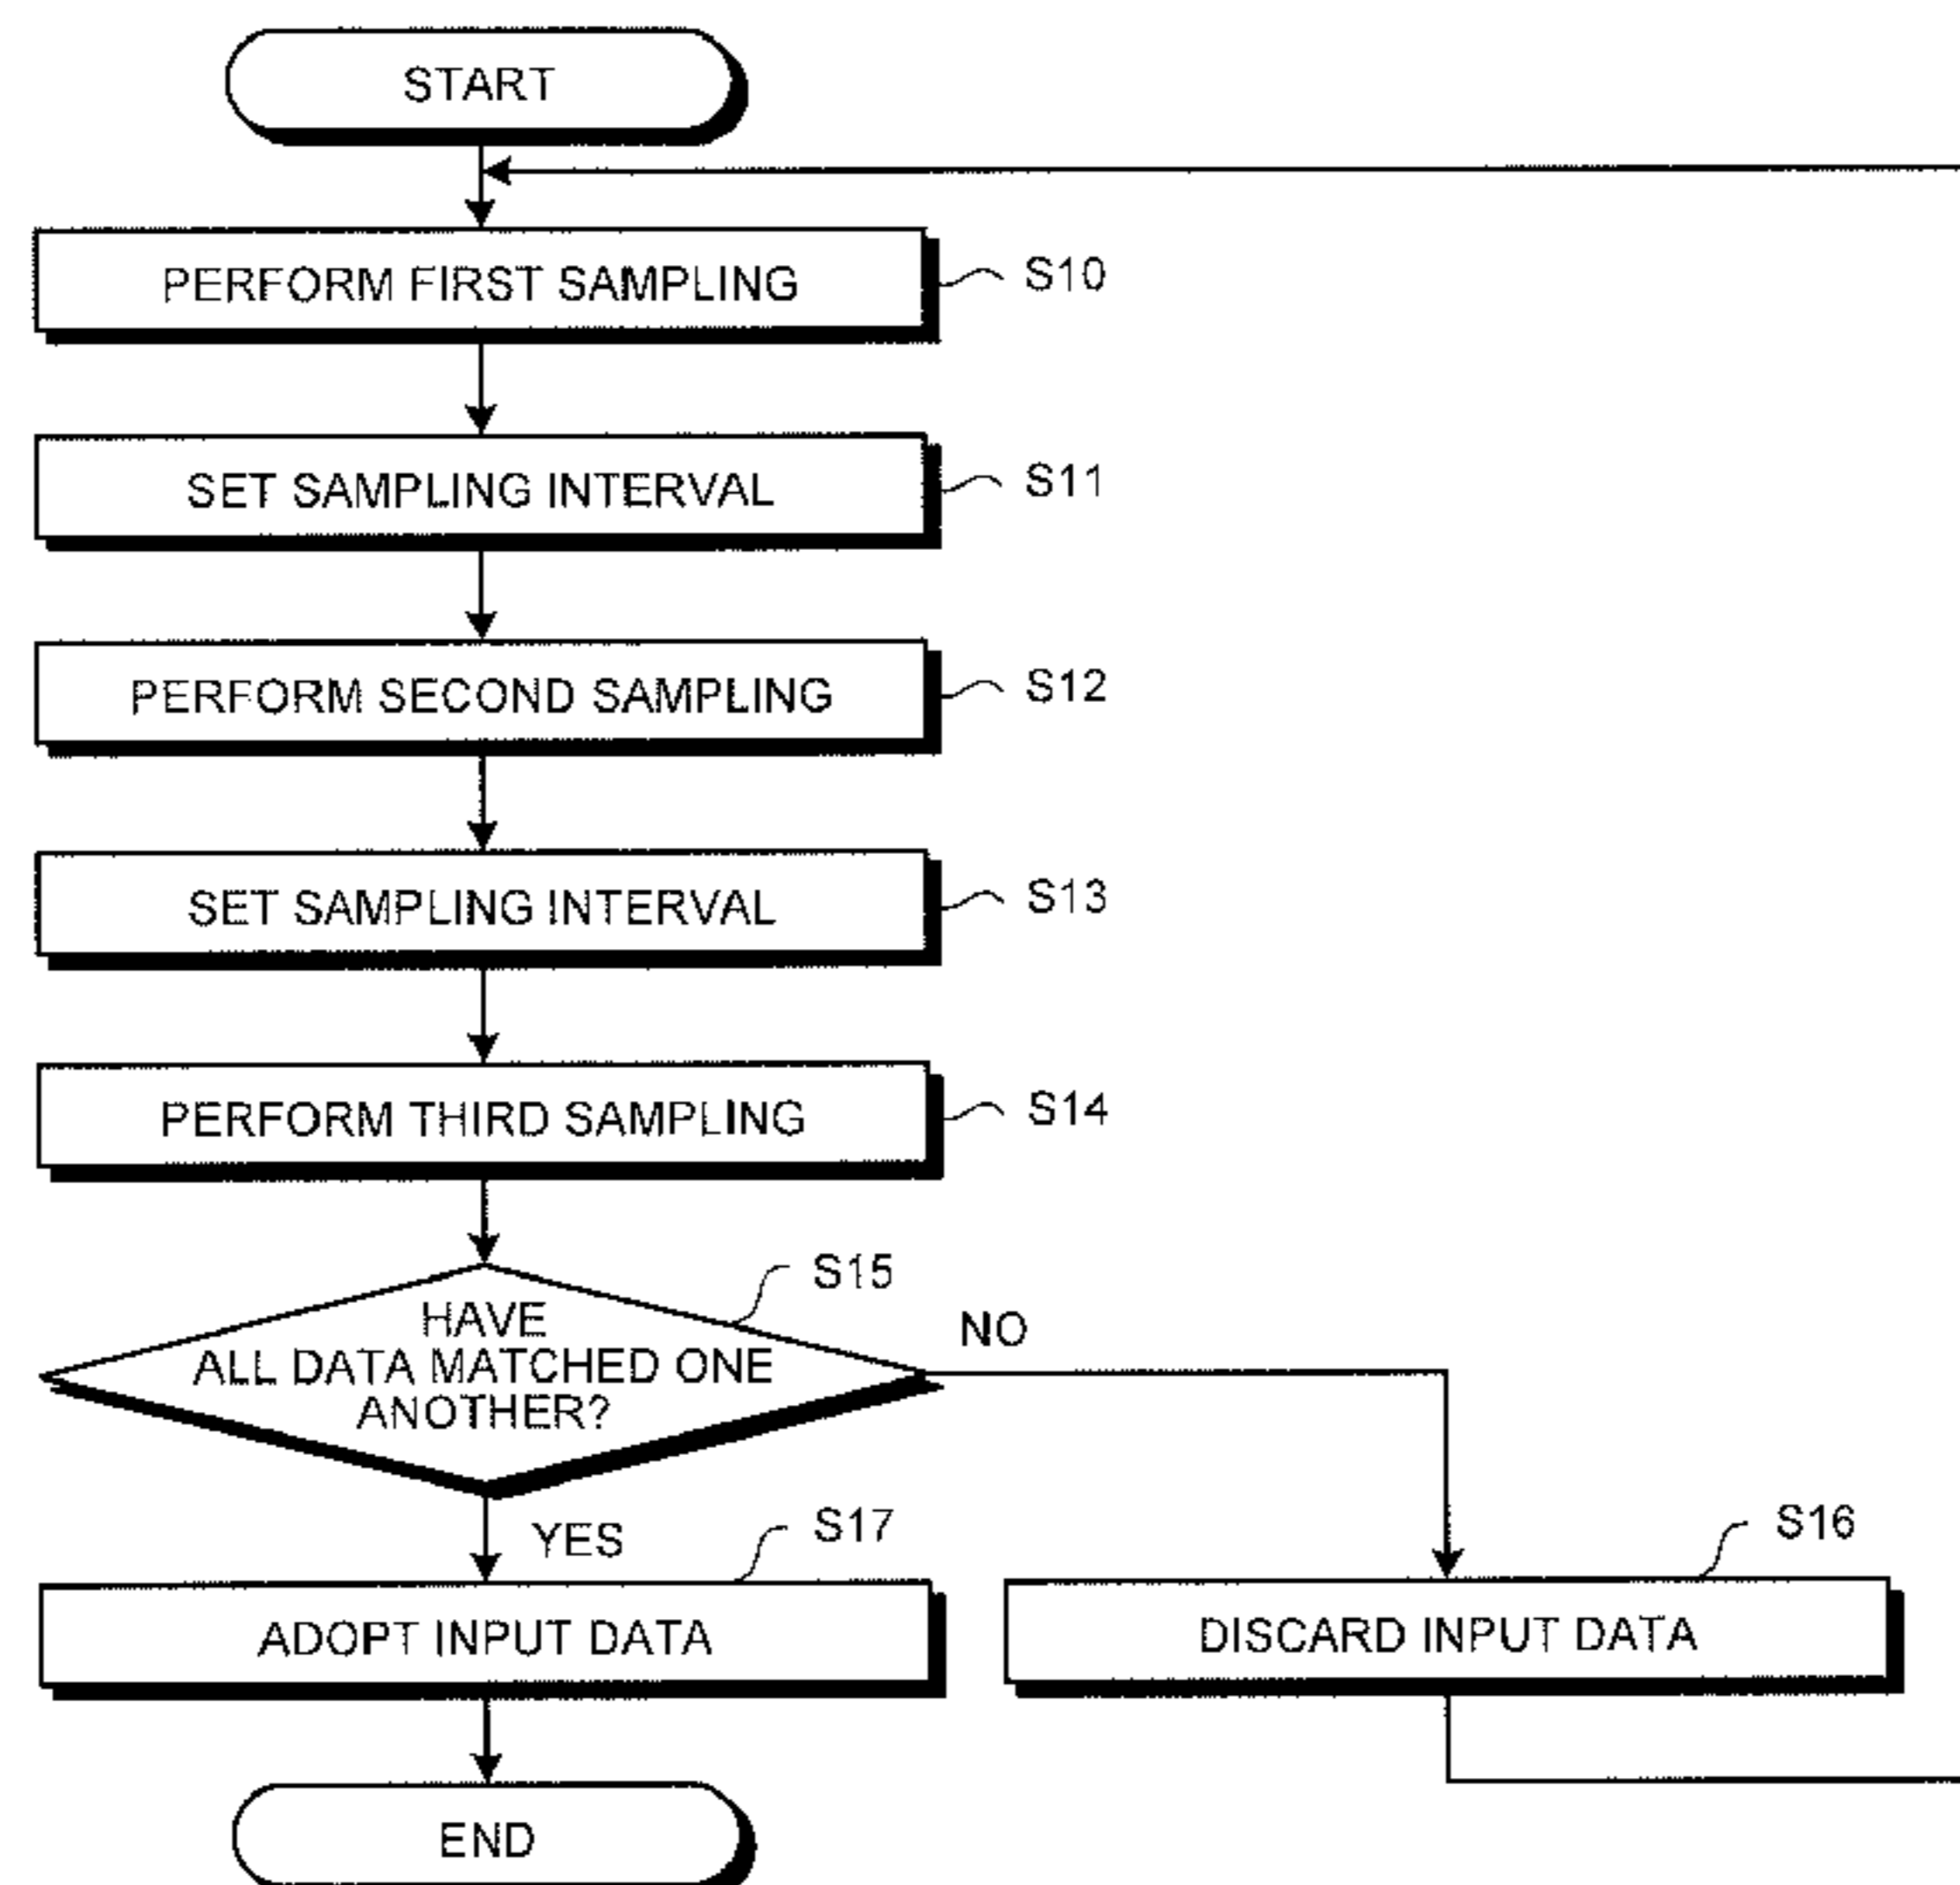 START
PERFORM FIRST SAMPLING
S10
SET SAMPLING INTERVAL
S11
PERFORM SECOND SAMPLING
S12
SET SAMPLING INTERVAL
S13
PERFORM THIRD SAMPLING
S14
HAVE
ALL DATA MATCHED ONE
ANOTHER?
S15
NO
YES
S17
ADOPT INPUT DATA
S16
DISCARD INPUT DATA
END